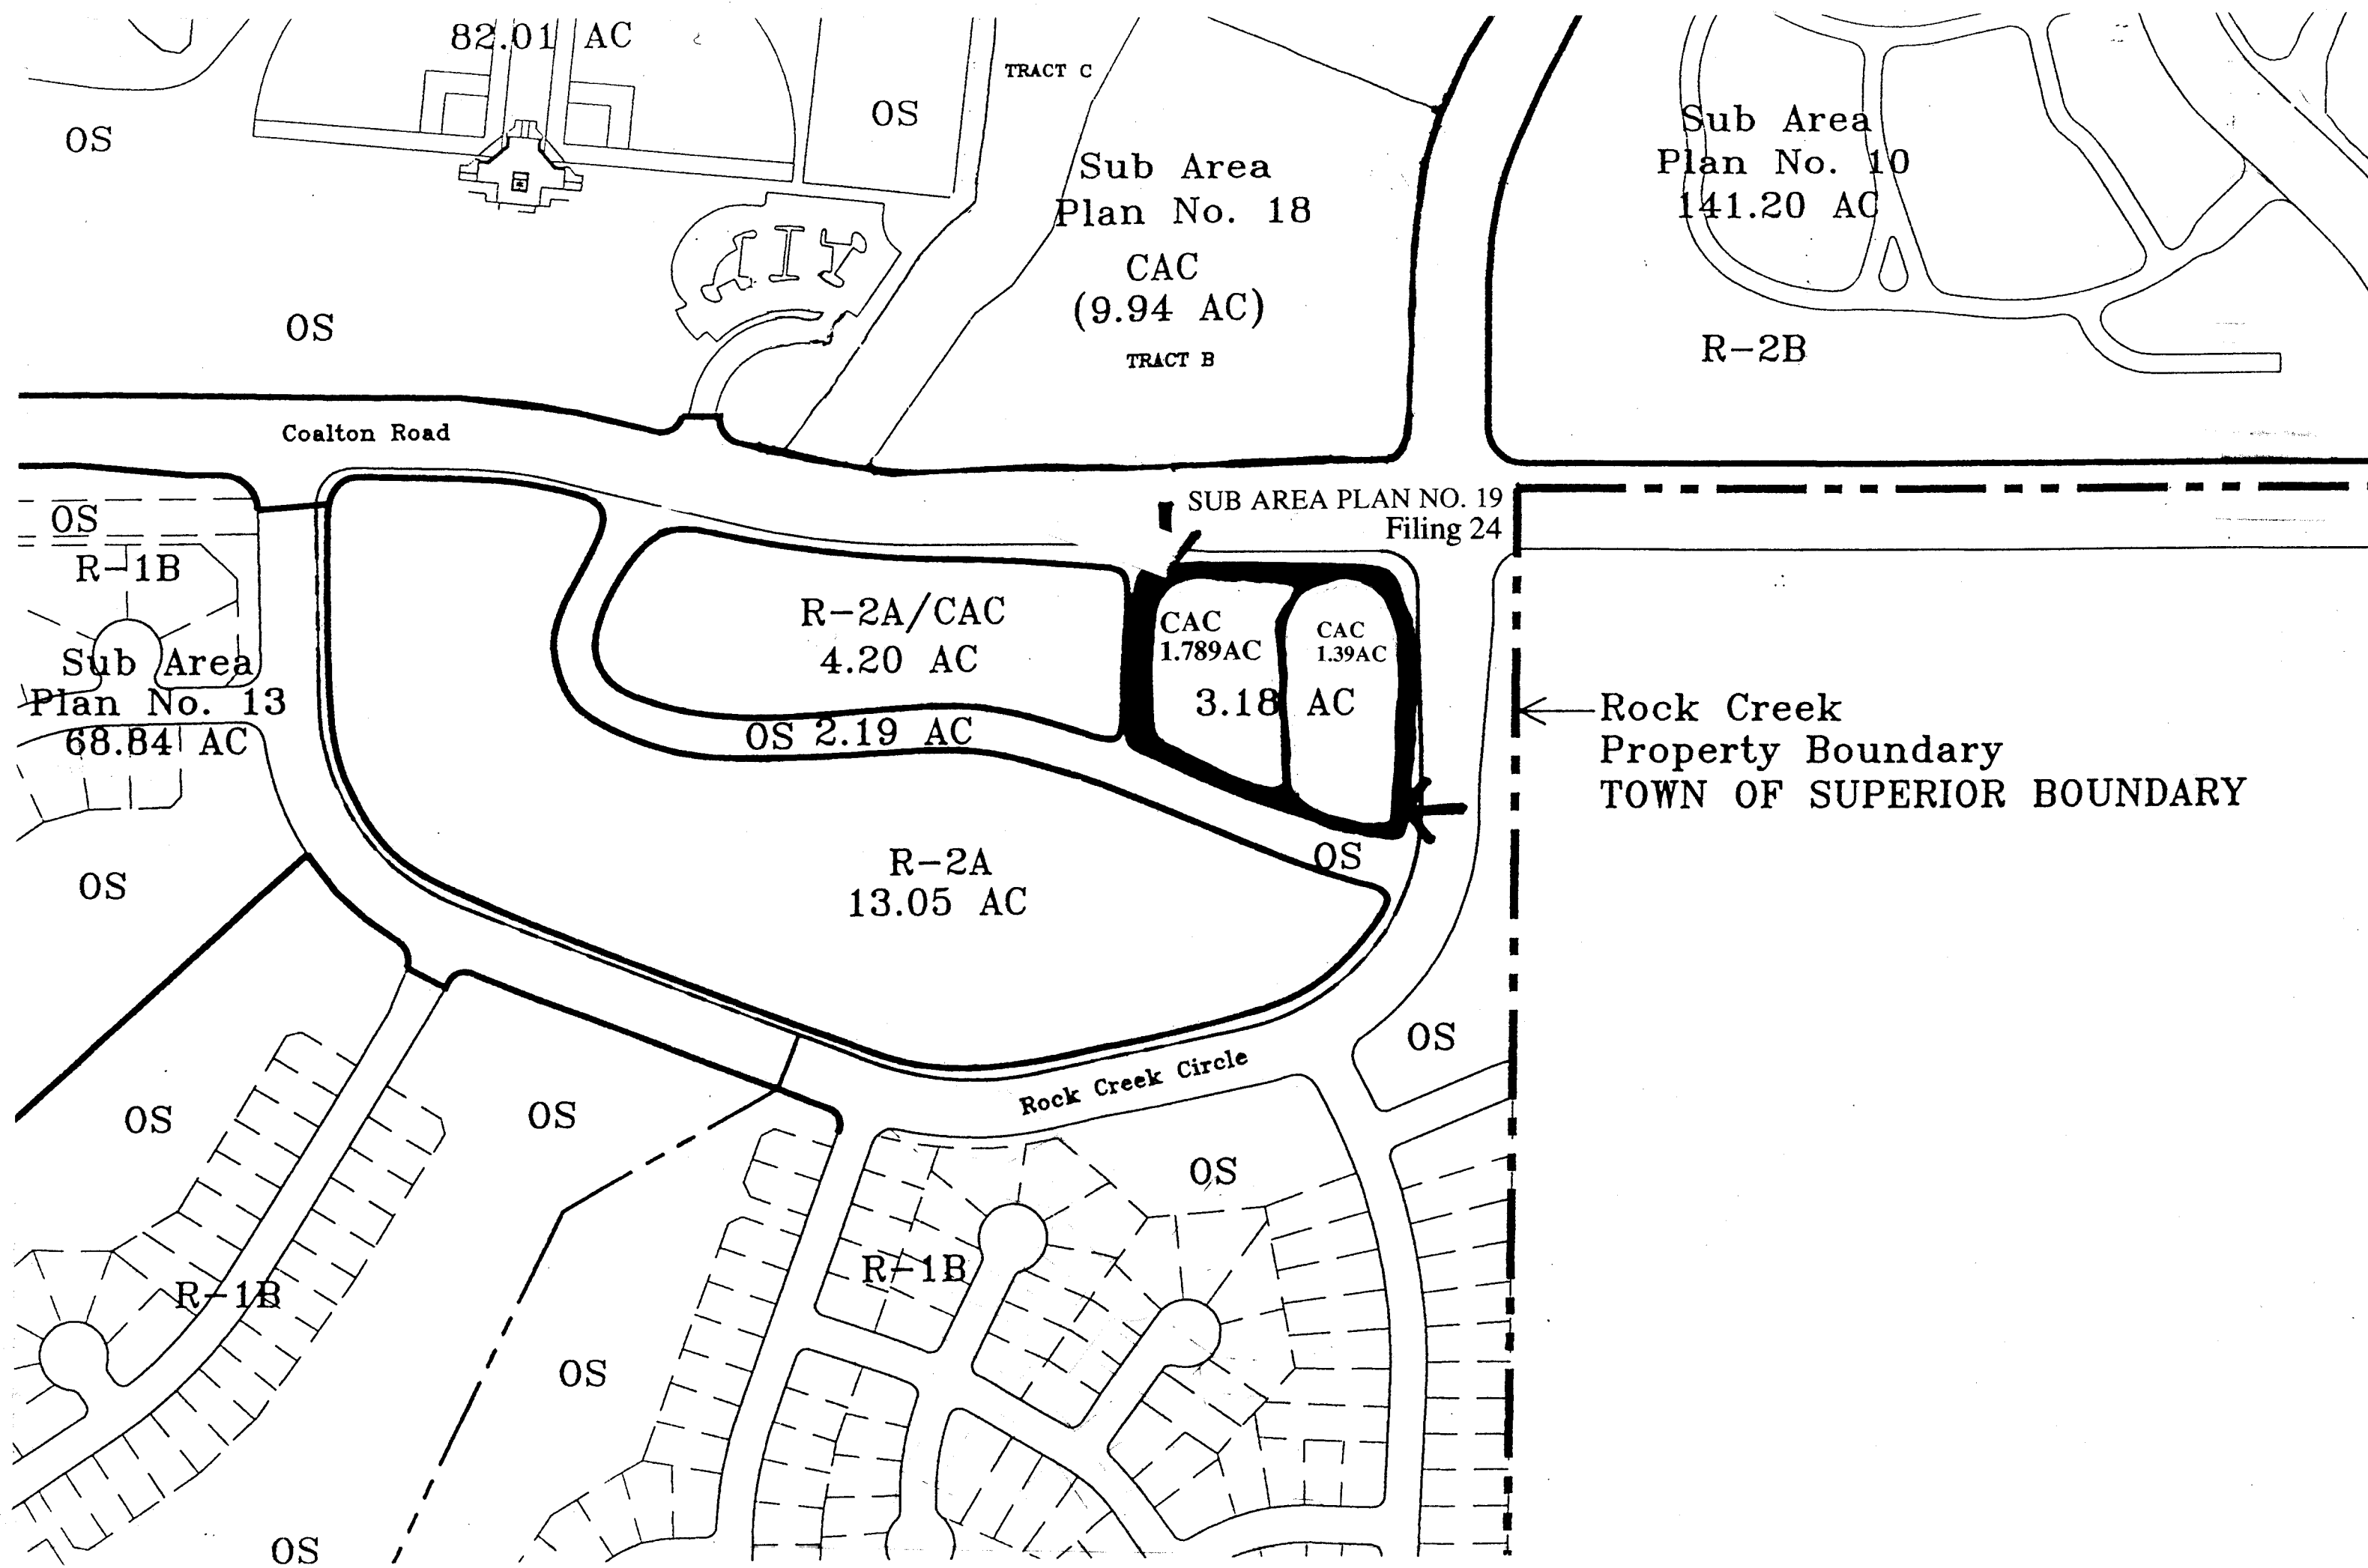 82.01 AC
TRACT C
OS
OS
Sub Area
Plan No. 10
141.20 AC
Sub Area
Plan No. 18
CAC
(9.94 AC)
TRACT B
OS
R-2B
Coalton Road
SUB AREA PLAN NO. 19
Filing 24
OS
R-1B
R-2A/CAC
4.20 AC
CAC
1.789AC
CAC
1.39AC
3.18 AC
Sub Area
Plan No. 13
68.84 AC
OS 2.19 AC
Rock Creek
Property Boundary
TOWN OF SUPERIOR BOUNDARY
OS
R-2A
13.05 AC
OS
OS
Rock Creek Circle
OS
OS
OS
R-1B
R-1B
OS
OS